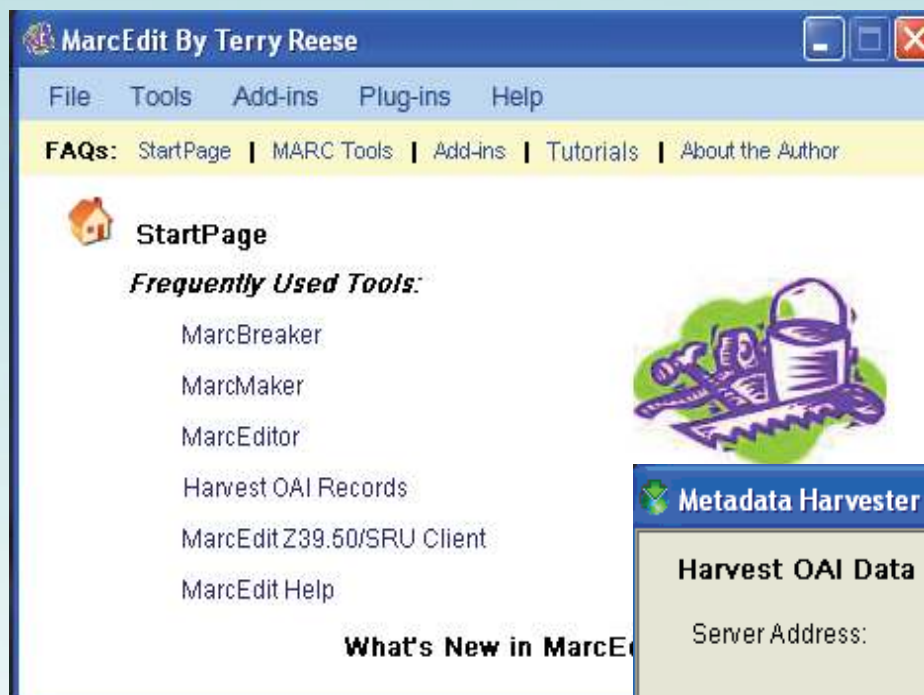 MarcEdit By Terry Reese
File Tools Add-ins Plug-ins Help
FAQs: StartPage | MARC Tools | Add-ins | Tutorials | About the Author
StartPage
Frequently Used Tools:
MarcBreaker
MarcMaker
MarcEditor
Harvest OAI Records
MarcEdit Z39.50/SRU Client
MarcEdit Help
What's New in MarcE
Metadata Harvester
Harvest OAI Data
Server Address: